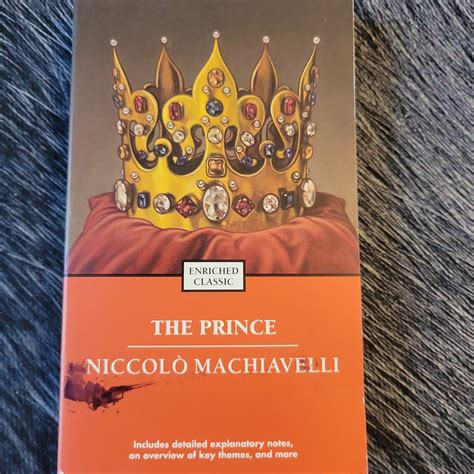 ENRICHED
CLASSIC
THE PRINCE
NICCOLÒ MACHIAVELLI
Includes detailed explanatory notes,
an overview of key themes, and more